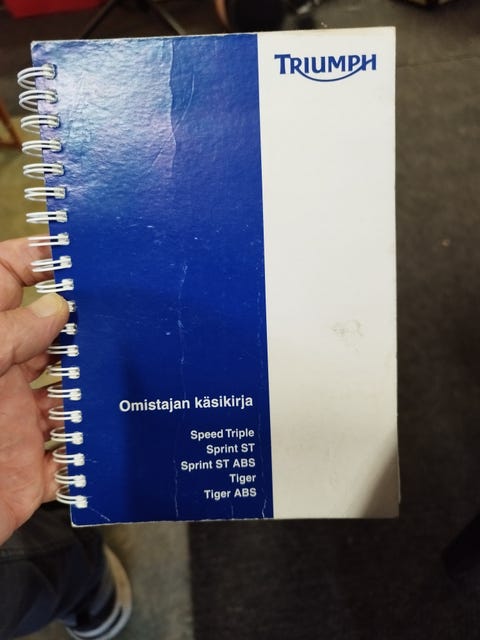 TRIUMPH
Omistajan käsikirja
Speed Triple
Sprint ST
Sprint ST ABS
Tiger
Tiger ABS